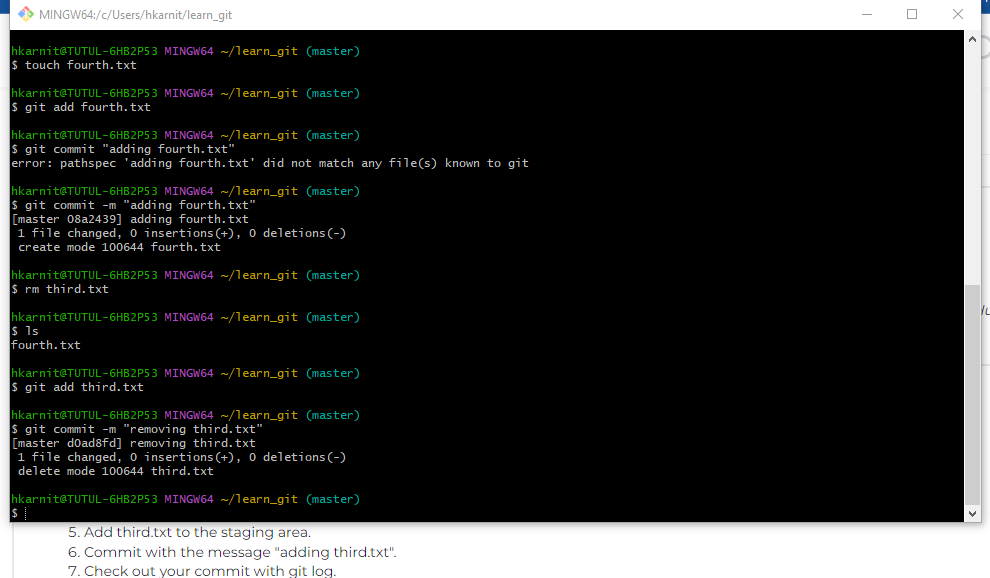 MINGW64:/c/Users/hkarnit/learn_git
hkarnit@TUTUL-6HB2P53 MINGW64 ~/learn_git (master)
$ touch fourth.txt
hkarnit@TUTUL-6HB2P53 MINGW64 ~/learn_git (master)
$ git add fourth.txt
hkarnit@TUTUL-6HB2P53 MINGW64 ~/learn_git (master)
$ git commit "adding fourth.txt"
error: pathspec 'adding fourth.txt' did not match any file(s) known to git
hkarnit@TUTUL-6HB2P53 MINGW64 ~/learn_git (master)
$ git commit -m "adding fourth.txt"
[master 08a2439] adding fourth.txt
1 file changed, 0 insertions(+), 0 deletions(-)
create mode 100644 fourth.txt
hkarnit@TUTUL-6HB2P53 MINGW64 ~/learn_git (master)
$ rm third.txt
hkarnit@TUTUL-6HB2P53 MINGW64 ~/learn_git (master)
$ ls
fourth.txt
hkarnit@TUTUL-6HB2P53 MINGW64 ~/learn_git (master)
$ git add third.txt
hkarnit@TUTUL-6HB2P53 MINGW64 ~/learn_git (master)
$ git commit -m "removing third.txt"
[master d0ad8fd] removing third.txt
1 file changed, 0 insertions(+), 0 deletions(-)
delete mode 100644 third.txt
hkarnit@TUTUL-6HB2P53 MINGW64 ~/learn_git (master)
$
5. Add third.txt to the staging area.
6. Commit with the message "adding third.txt".
7. Check out your commit with git log.